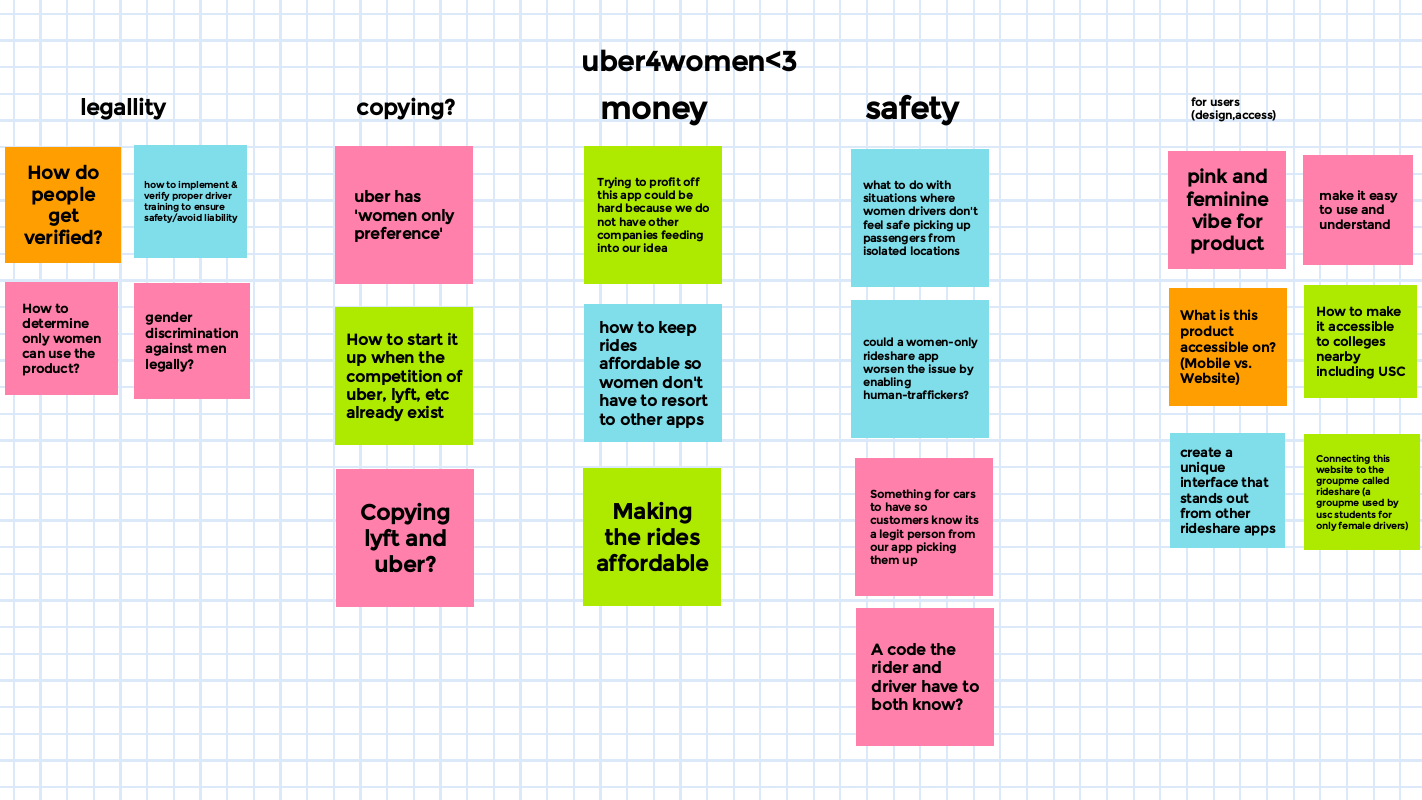 uber4women<3
legallity
How do
people
get
verified?
how to implement &
verify proper driver
training to ensure
safety/avoid liability
How to
determine
only women
can use the
product?
gender
discrimination
against men
legally?
copying?
uber has
'women only
preference'
How to start it
up when the
competition of
uber, lyft, etc
already exist
Copying
lyft and
uber?
money
Trying to profit off
this app could be
hard because we do
not have other
companies feeding
into our idea
how to keep
rides
affordable so
women don't
have to resort
to other apps
Making
the rides
affordable
safety
what to do with
situations where
women drivers don't
feel safe picking up
passengers from
isolated locations
could a women-only
rideshare app
worsen the issue by
enabling
human-traffickers?
Something for cars
to have so
customers know its
a legit person from
our app picking
them up
A code the
rider and
driver have to
both know?
for users
(design,access)
pink and
feminine
vibe for
product
make it easy
to use and
understand
What is this
product
accessible on?
(Mobile vs.
Website)
How to make
it accessible
to colleges
nearby
including USC
create a
unique
interface that
stands out
from other
rideshare apps
Connecting this
website to the
groupme called
rideshare (a
groupme used by
usc students for
only female drivers)